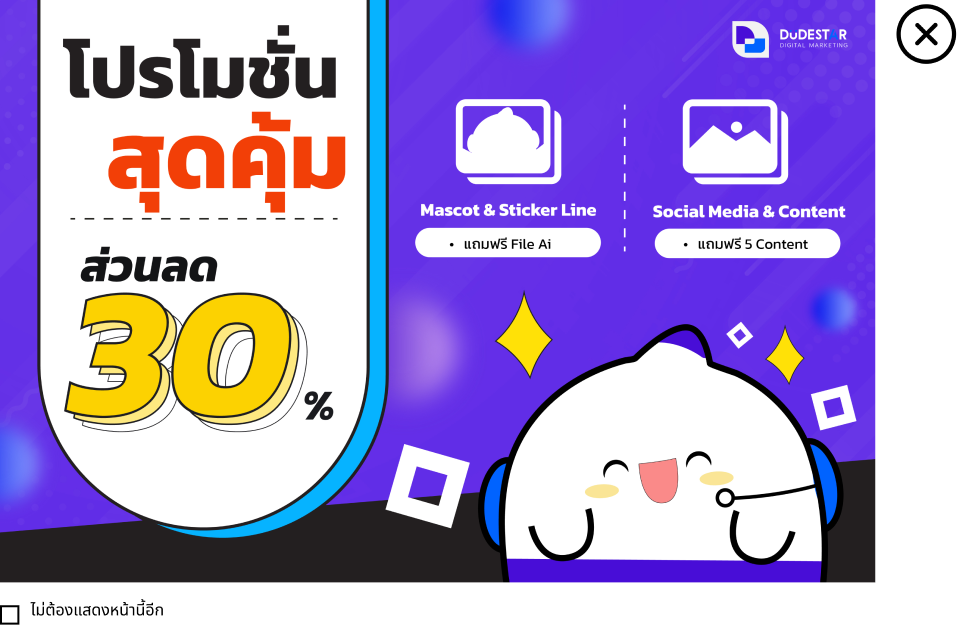 โปรโมชั่น
สุดคุ้ม
ส่วนลด
30%
DUDESTAR
DIGITAL MARKETING
Mascot & Sticker Line
• แถมฟรี File Ai
Social Media & Content
• แถมฟรี 5 Content
ไม่ต้องแสดงหน้านี้อีก